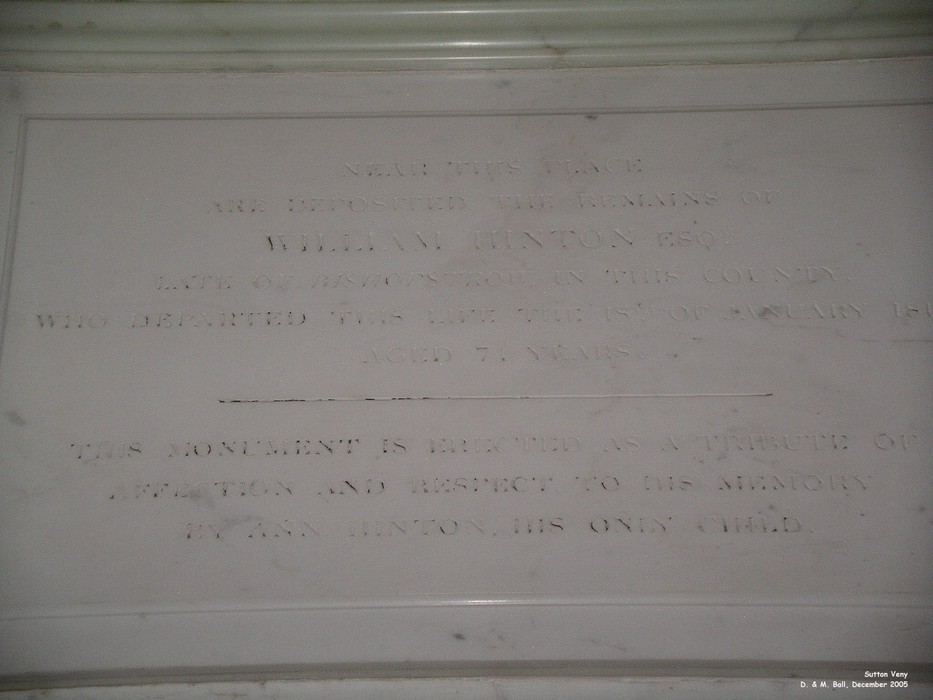 NEAR THIS PLACE
ARE DEPOSITED THE REMAINS OF
WILLIAM HINTON ESQ.
LATE OF BISHOPSTROW, IN THIS COUNTY,
WHO DEPARTED THIS LIFE THE OF JANUARY
AGED 71 YEARS.
THIS MONUMENT IS ERECTED AS A TRIBUTE OF
AFFECTION AND RESPECT TO HIS MEMORY
BY ANN HINTON, HIS ONLY CHILD.
Sutton Veny
D. & M. Ball, December 2005